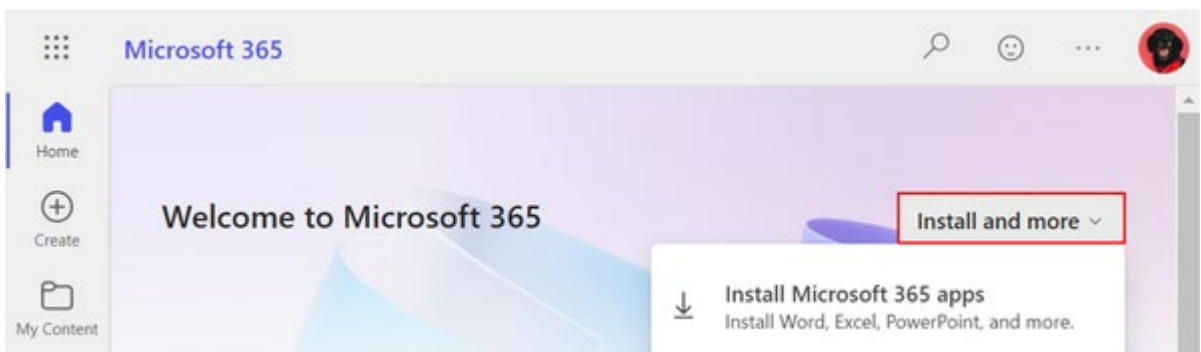 Microsoft 365
Home
Create
My Content
Welcome to Microsoft 365
Install and more
Install Microsoft 365 apps
Install Word, Excel, PowerPoint, and more.